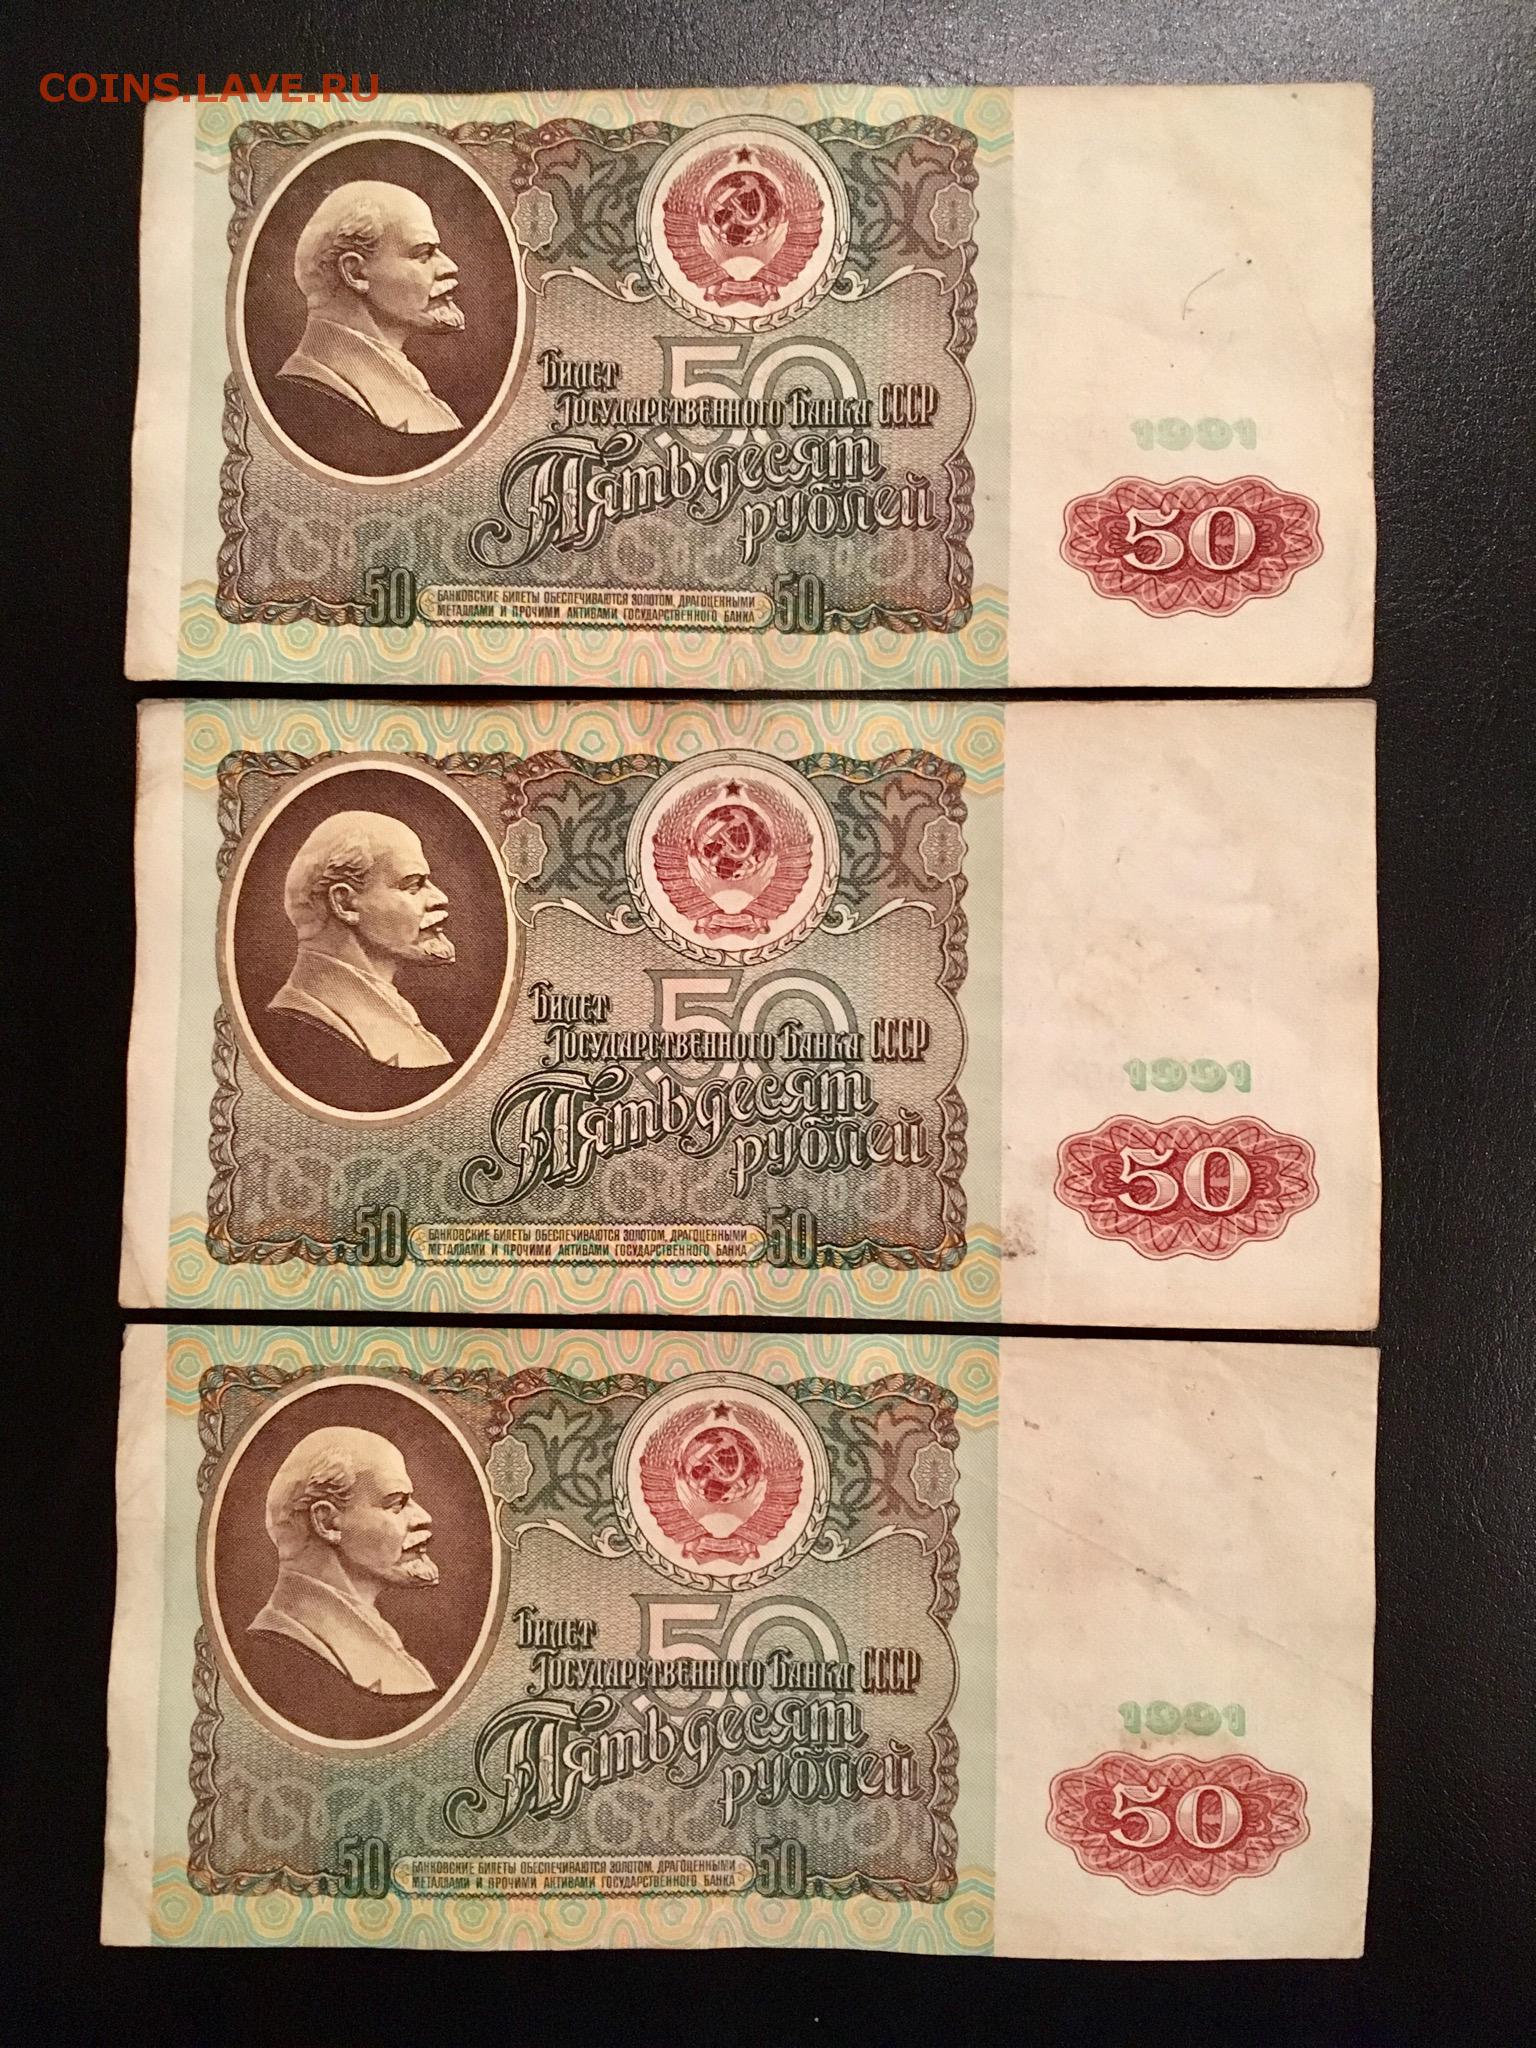 COINS.LAVE.RU
50
Билет
Государственного Банка СССР
Пятьдесят
рублей
1991
50
50
БАНКОВСКИЕ БИЛЕТЫ ОБЕСПЕЧИВАЮТСЯ ЗОЛОТОМ, ДРАГОЦЕННЫМИ
МЕТАЛЛАМИ И ПРОЧИМИ АКТИВАМИ ГОСУДАРСТВЕННОГО БАНКА
50
50
Билет
Государственного Банка СССР
Пятьдесят
рублей
1991
50
50
БАНКОВСКИЕ БИЛЕТЫ ОБЕСПЕЧИВАЮТСЯ ЗОЛОТОМ, ДРАГОЦЕННЫМИ
МЕТАЛЛАМИ И ПРОЧИМИ АКТИВАМИ ГОСУДАРСТВЕННОГО БАНКА
50
50
Билет
Государственного Банка СССР
Пятьдесят
рублей
1991
50
50
БАНКОВСКИЕ БИЛЕТЫ ОБЕСПЕЧИВАЮТСЯ ЗОЛОТОМ, ДРАГОЦЕННЫМИ
МЕТАЛЛАМИ И ПРОЧИМИ АКТИВАМИ ГОСУДАРСТВЕННОГО БАНКА
50